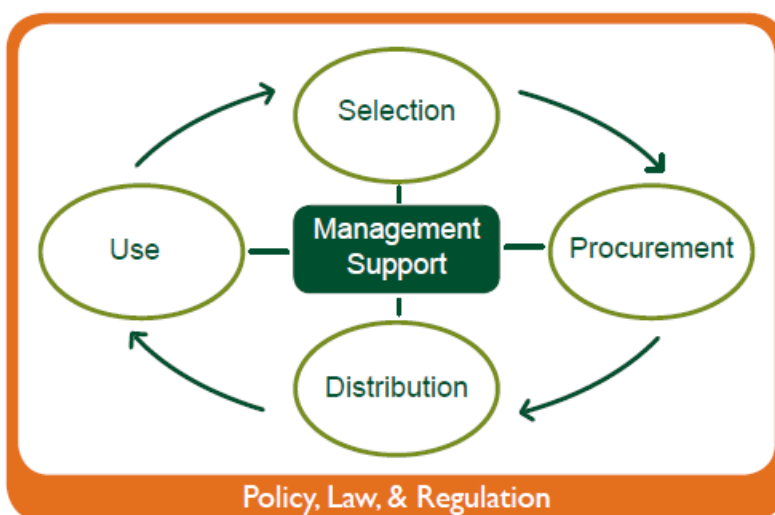 Selection
Use
Management
Support
Procurement
Distribution
Policy, Law, & Regulation